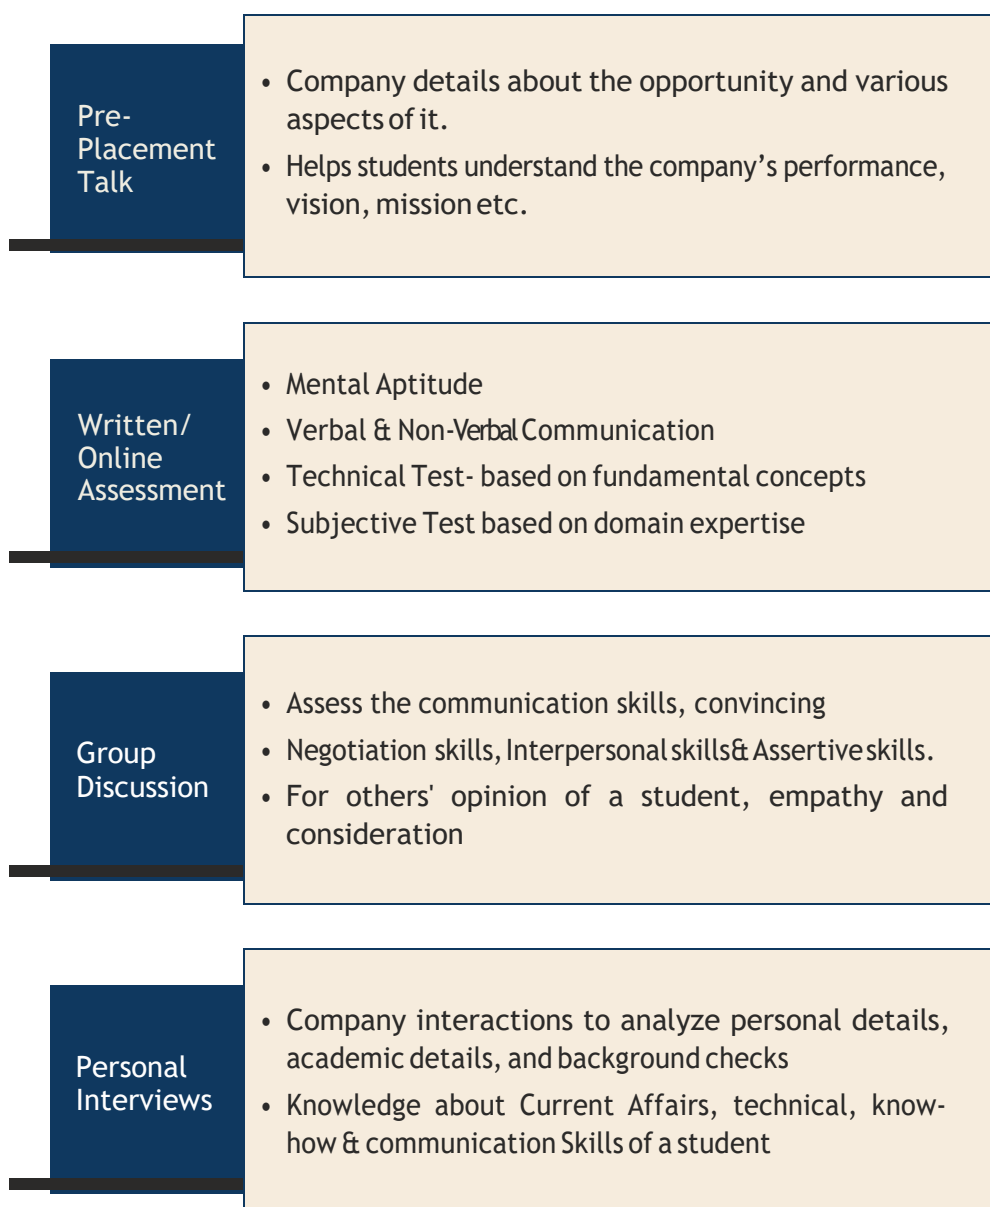 Pre-
Placement
Talk
• Company details about the opportunity and various
aspects of it.
• Helps students understand the company’s performance,
vision, mission etc.
Written/
Online
Assessment
• Mental Aptitude
• Verbal & Non-Verbal Communication
• Technical Test- based on fundamental concepts
• Subjective Test based on domain expertise
Group
Discussion
• Assess the communication skills, convincing
• Negotiation skills, Interpersonal skills& Assertive skills.
• For others' opinion of a student, empathy and
consideration
Personal
Interviews
• Company interactions to analyze personal details,
academic details, and background checks
• Knowledge about Current Affairs, technical, know-
how & communication Skills of a student